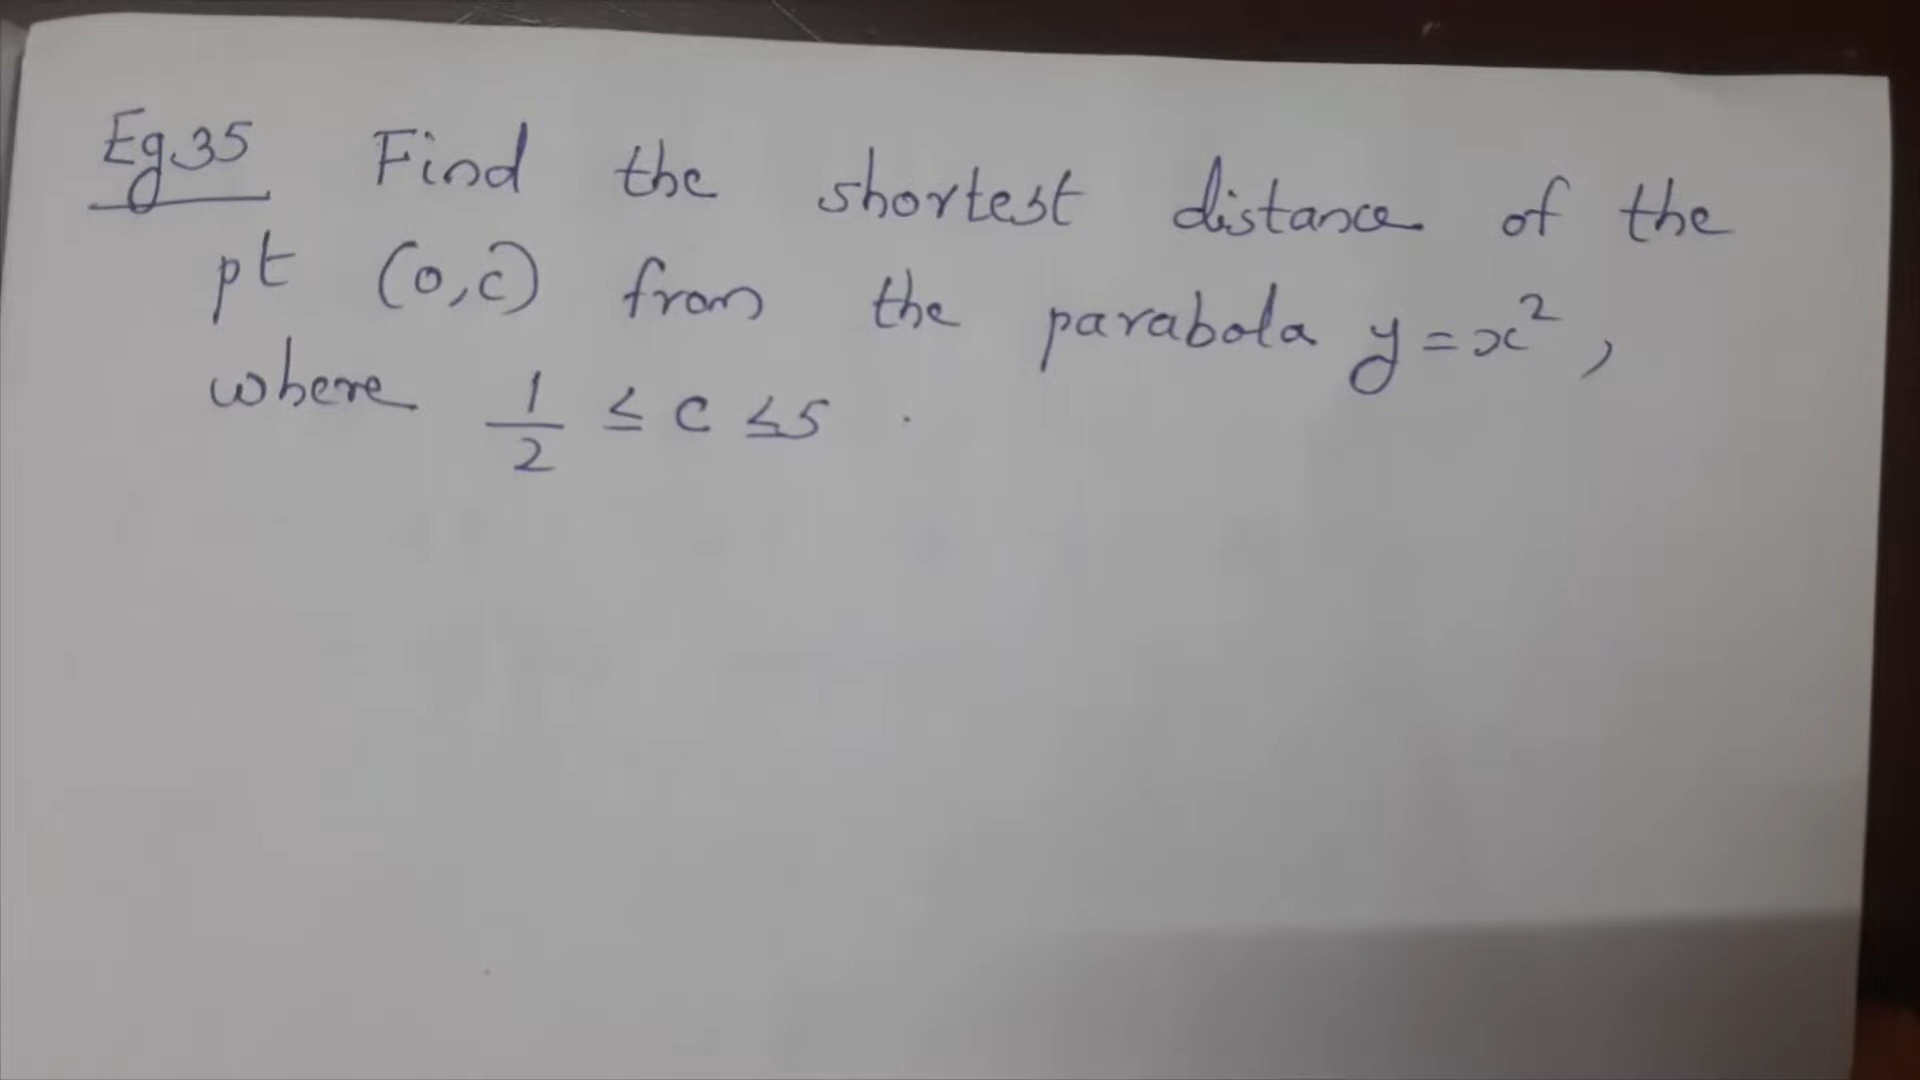 Eg 35 Find the shortest distance of the
pt (0,c) from the parabola y = x²,
where 1/2 ≤ c ≤ 5 .